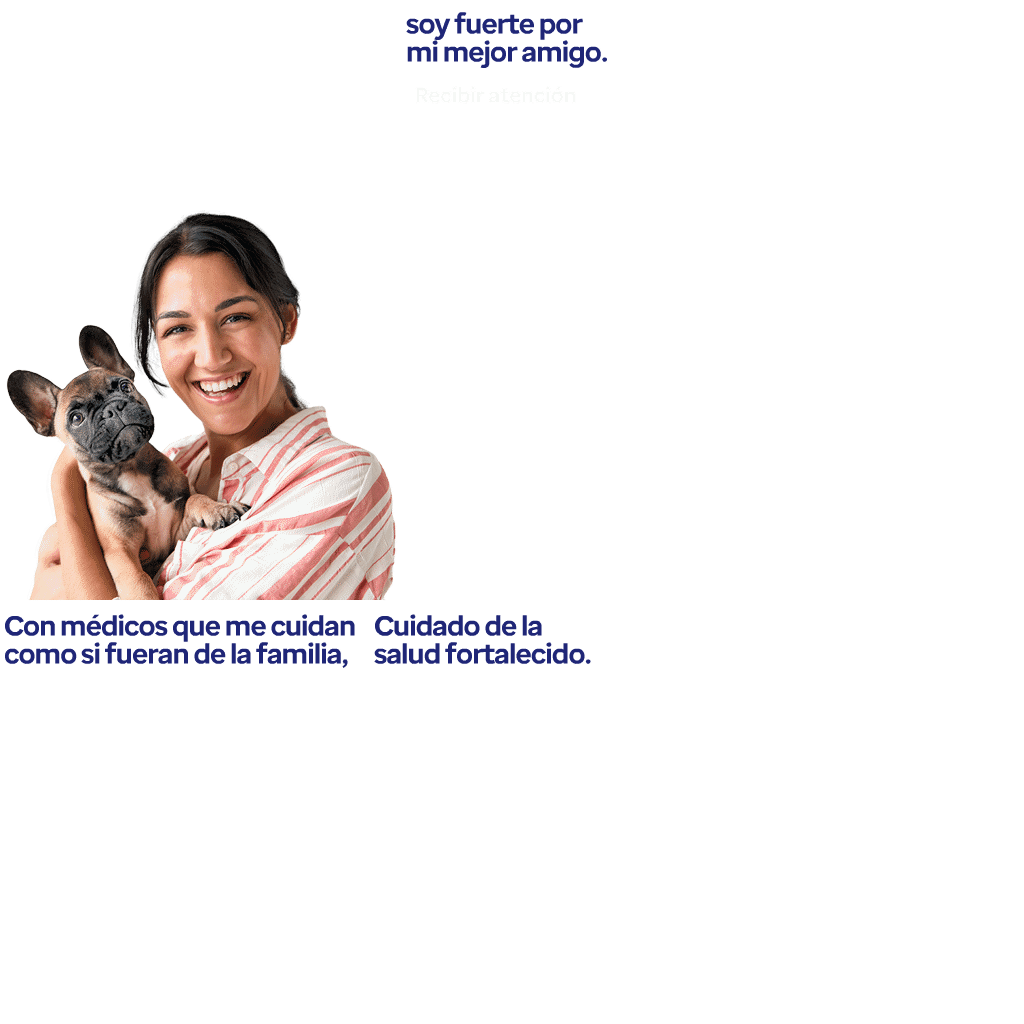 soy fuerte por
mi mejor amigo.
Recibir atención
Con médicos que me cuidan
como si fueran de la familia,
Cuidado de la
salud fortalecido.